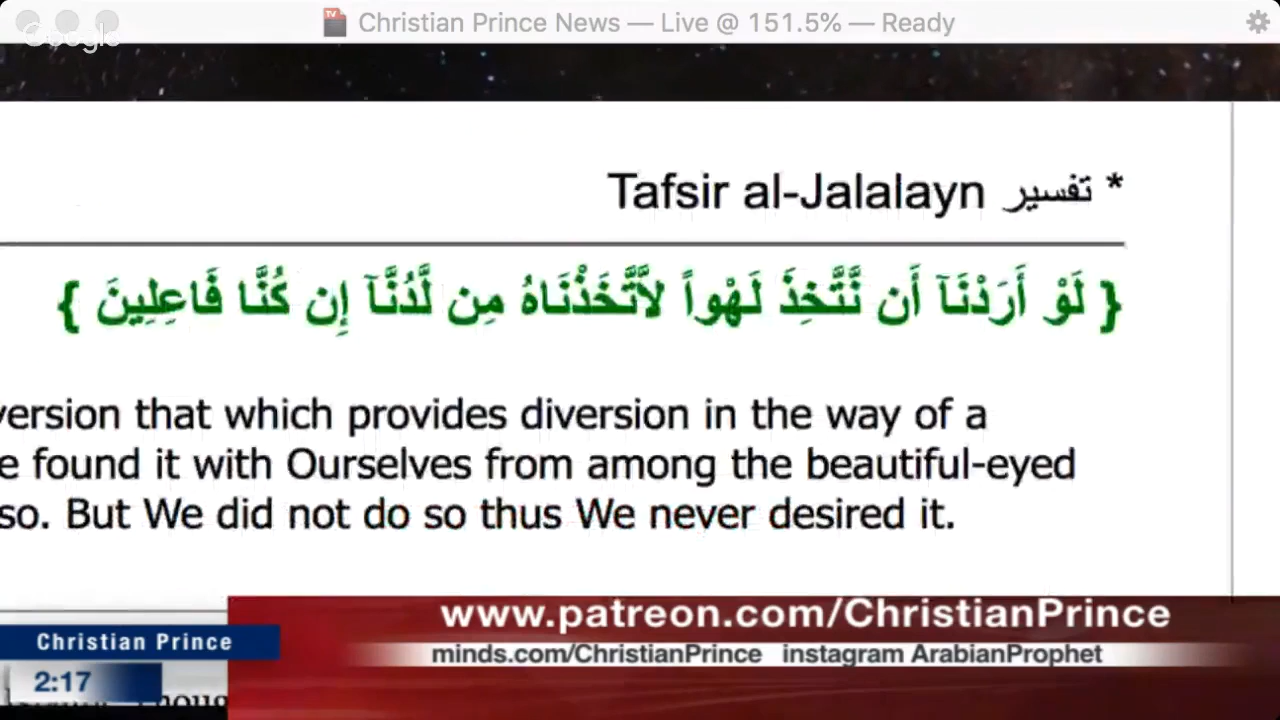 Christian Prince News — Live @ 151.5% — Ready
Google
* تفسير Tafsir al-Jalalayn
{ لَوْ أَرَدْنَآ أَن نَّتَّخِذَ لَهْواً لاَّتَّخَذْنَاهُ مِن لَّدُنَّآ إِن كُنَّا فَاعِلِينَ }
version that which provides diversion in the way of a
e found it with Ourselves from among the beautiful-eyed
so. But We did not do so thus We never desired it.
www.patreon.com/ChristianPrince
Christian Prince
minds.com/ChristianPrince instagram ArabianProphet
2:17